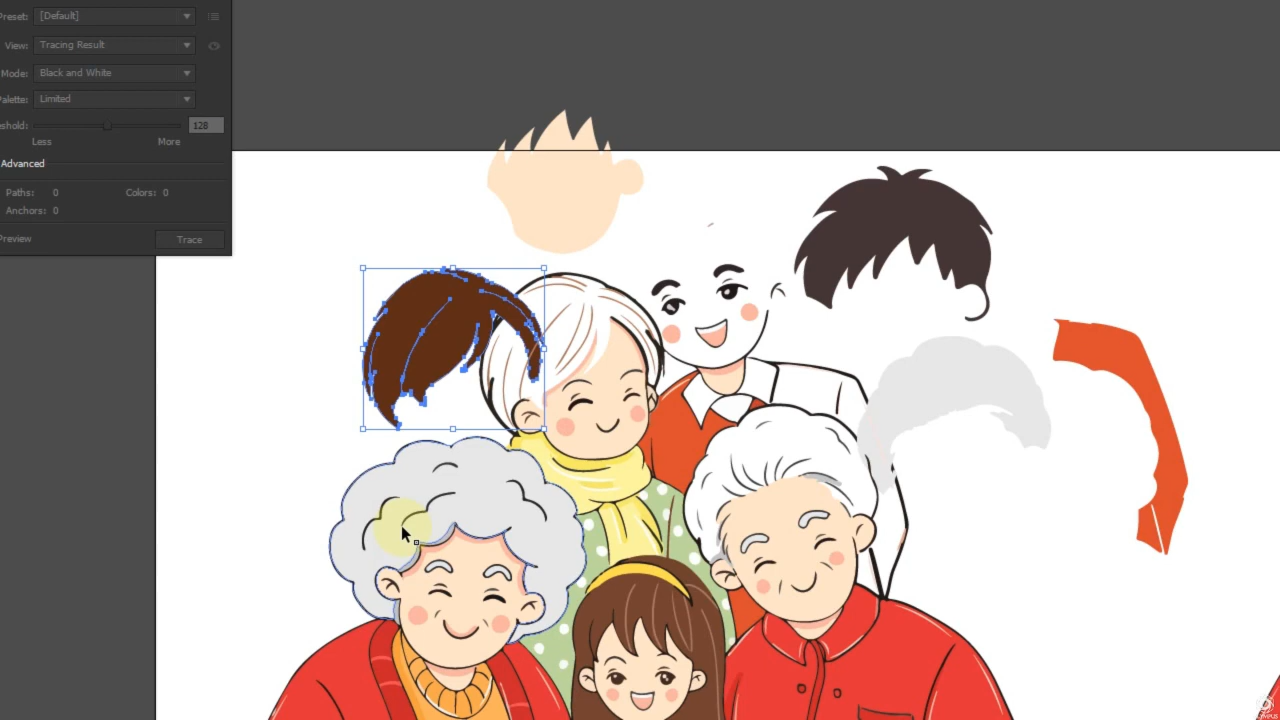 Preset: [Default]
View: Tracing Result
Mode: Black and White
Palette: Limited
eshold: 128
Less More
Advanced
Paths: 0 Colors: 0
Anchors: 0
Preview Trace